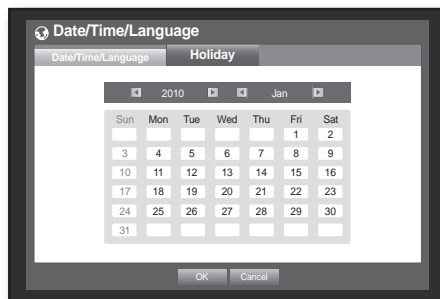 Date/Time/Language
Date/Time/Language Holiday
2010 Jan
Sun Mon Tue Wed Thu Fri Sat
1 2
3 4 5 6 7 8 9
10 11 12 13 14 15 16
17 18 19 20 21 22 23
24 25 26 27 28 29 30
31
OK Cancel